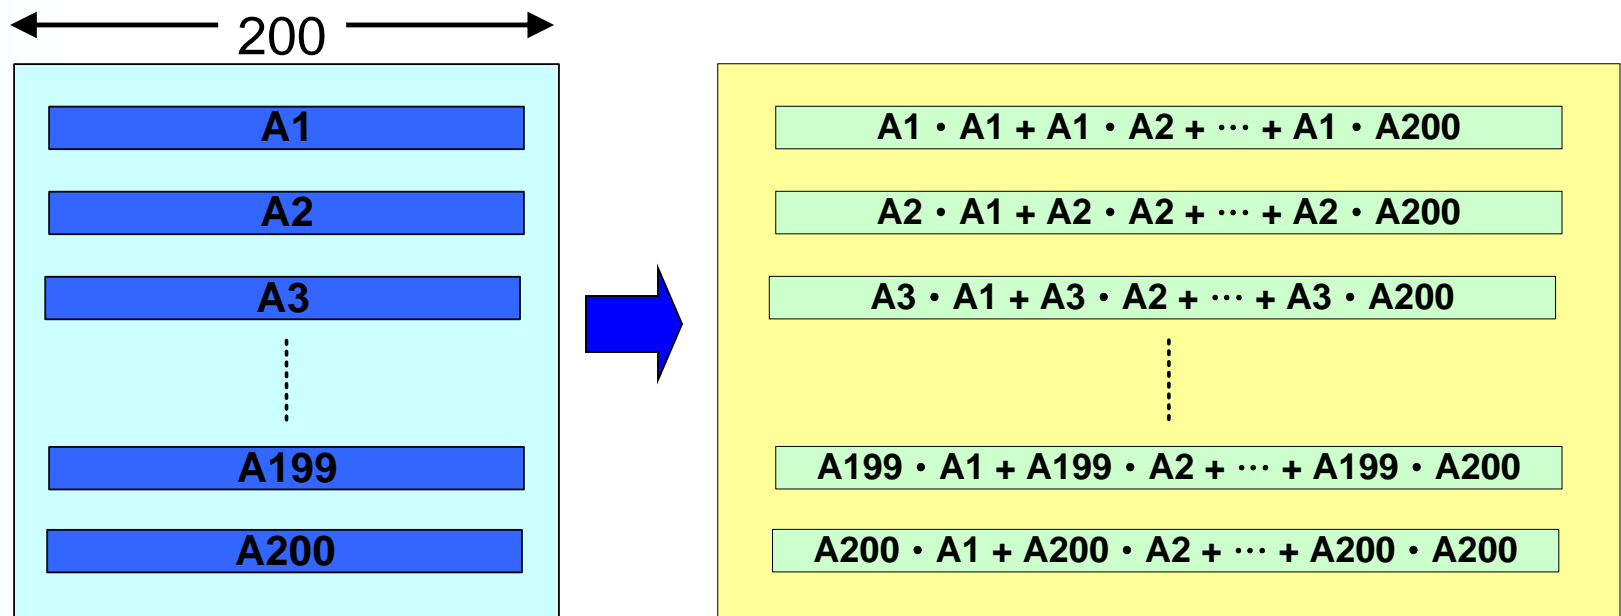 200
A1
A2
A3
A199
A200
A1 · A1 + A1 · A2 + ··· + A1 · A200
A2 · A1 + A2 · A2 + ··· + A2 · A200
A3 · A1 + A3 · A2 + ··· + A3 · A200
A199 · A1 + A199 · A2 + ··· + A199 · A200
A200 · A1 + A200 · A2 + ··· + A200 · A200